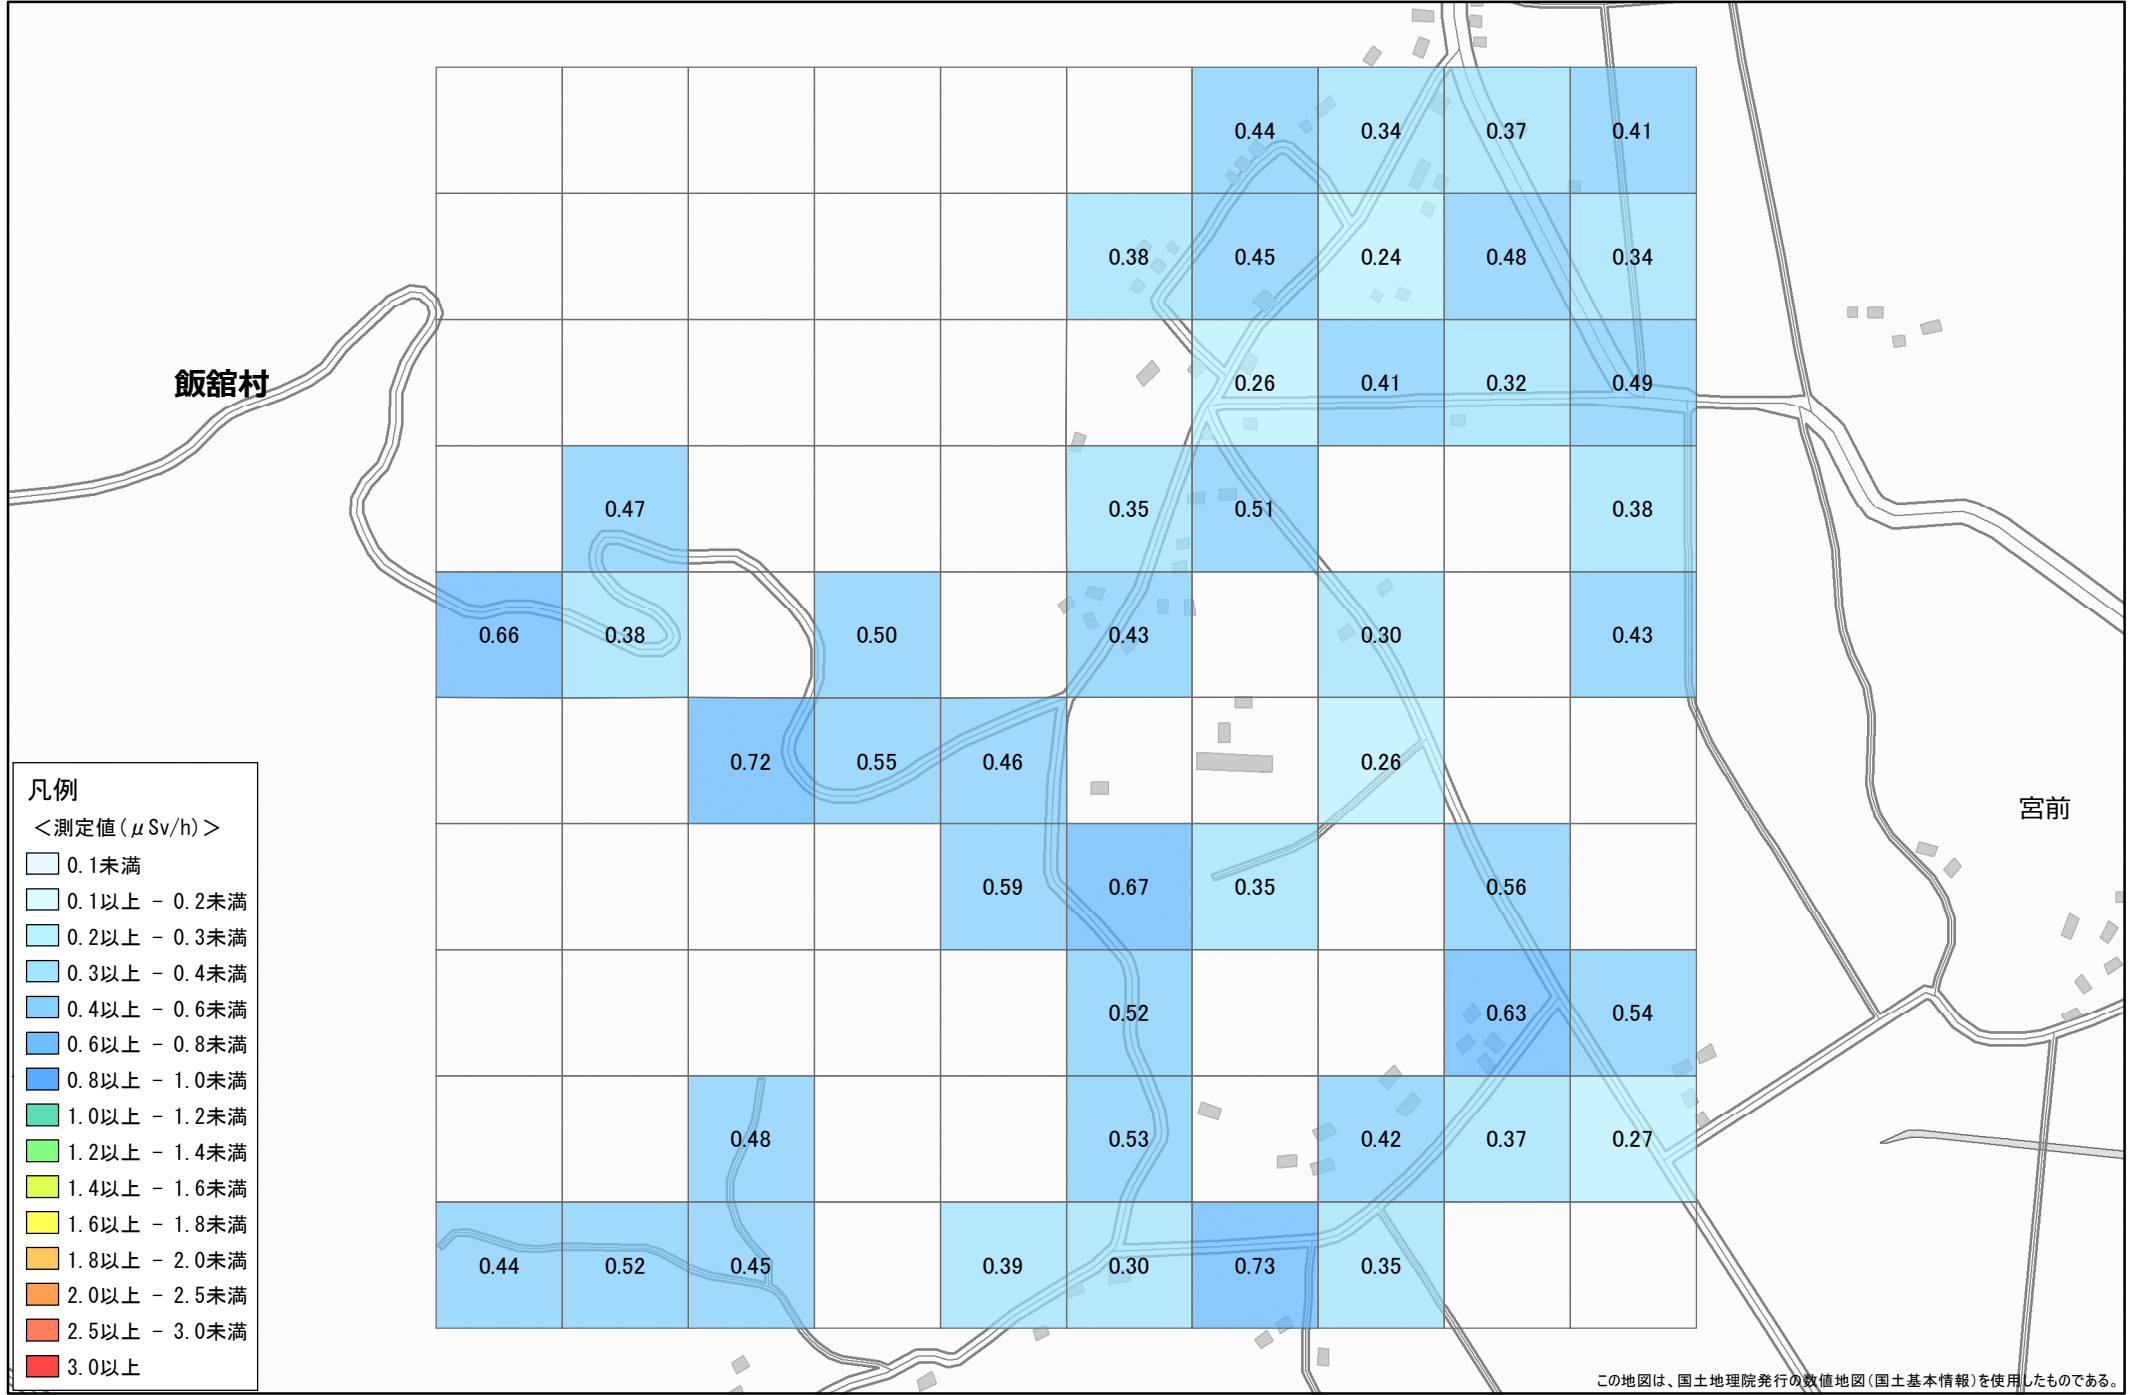 0.44 0.34 0.37 0.41
0.38 0.45 0.24 0.48 0.34
0.26 0.41 0.32 0.49
飯舘村
0.47 0.35 0.51 0.38
0.66 0.38 0.50 0.43 0.30 0.43
0.72 0.55 0.46 0.26
宮前
0.59 0.67 0.35 0.56
0.52 0.63 0.54
0.48 0.53 0.42 0.37 0.27
0.44 0.52 0.45 0.39 0.30 0.73 0.35
凡例
＜測定値(μSv/h)＞
0.1未満
0.1以上 － 0.2未満
0.2以上 － 0.3未満
0.3以上 － 0.4未満
0.4以上 － 0.6未満
0.6以上 － 0.8未満
0.8以上 － 1.0未満
1.0以上 － 1.2未満
1.2以上 － 1.4未満
1.4以上 － 1.6未満
1.6以上 － 1.8未満
1.8以上 － 2.0未満
2.0以上 － 2.5未満
2.5以上 － 3.0未満
3.0以上
この地図は、国土地理院発行の数値地図(国土基本情報)を使用したものである。